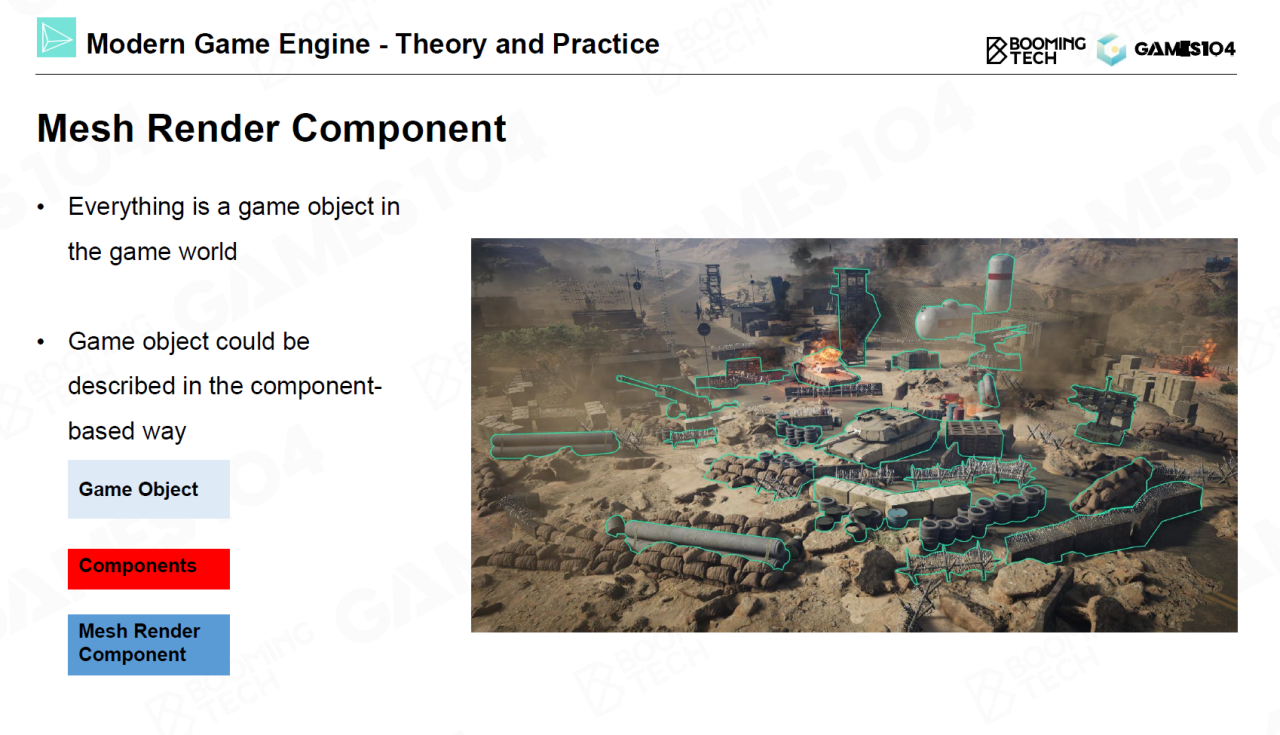 Modern Game Engine - Theory and Practice
BOOMING
TECH
GAMES104
Mesh Render Component
• Everything is a game object in
the game world
• Game object could be
described in the component-
based way
Game Object
Components
Mesh Render
Component